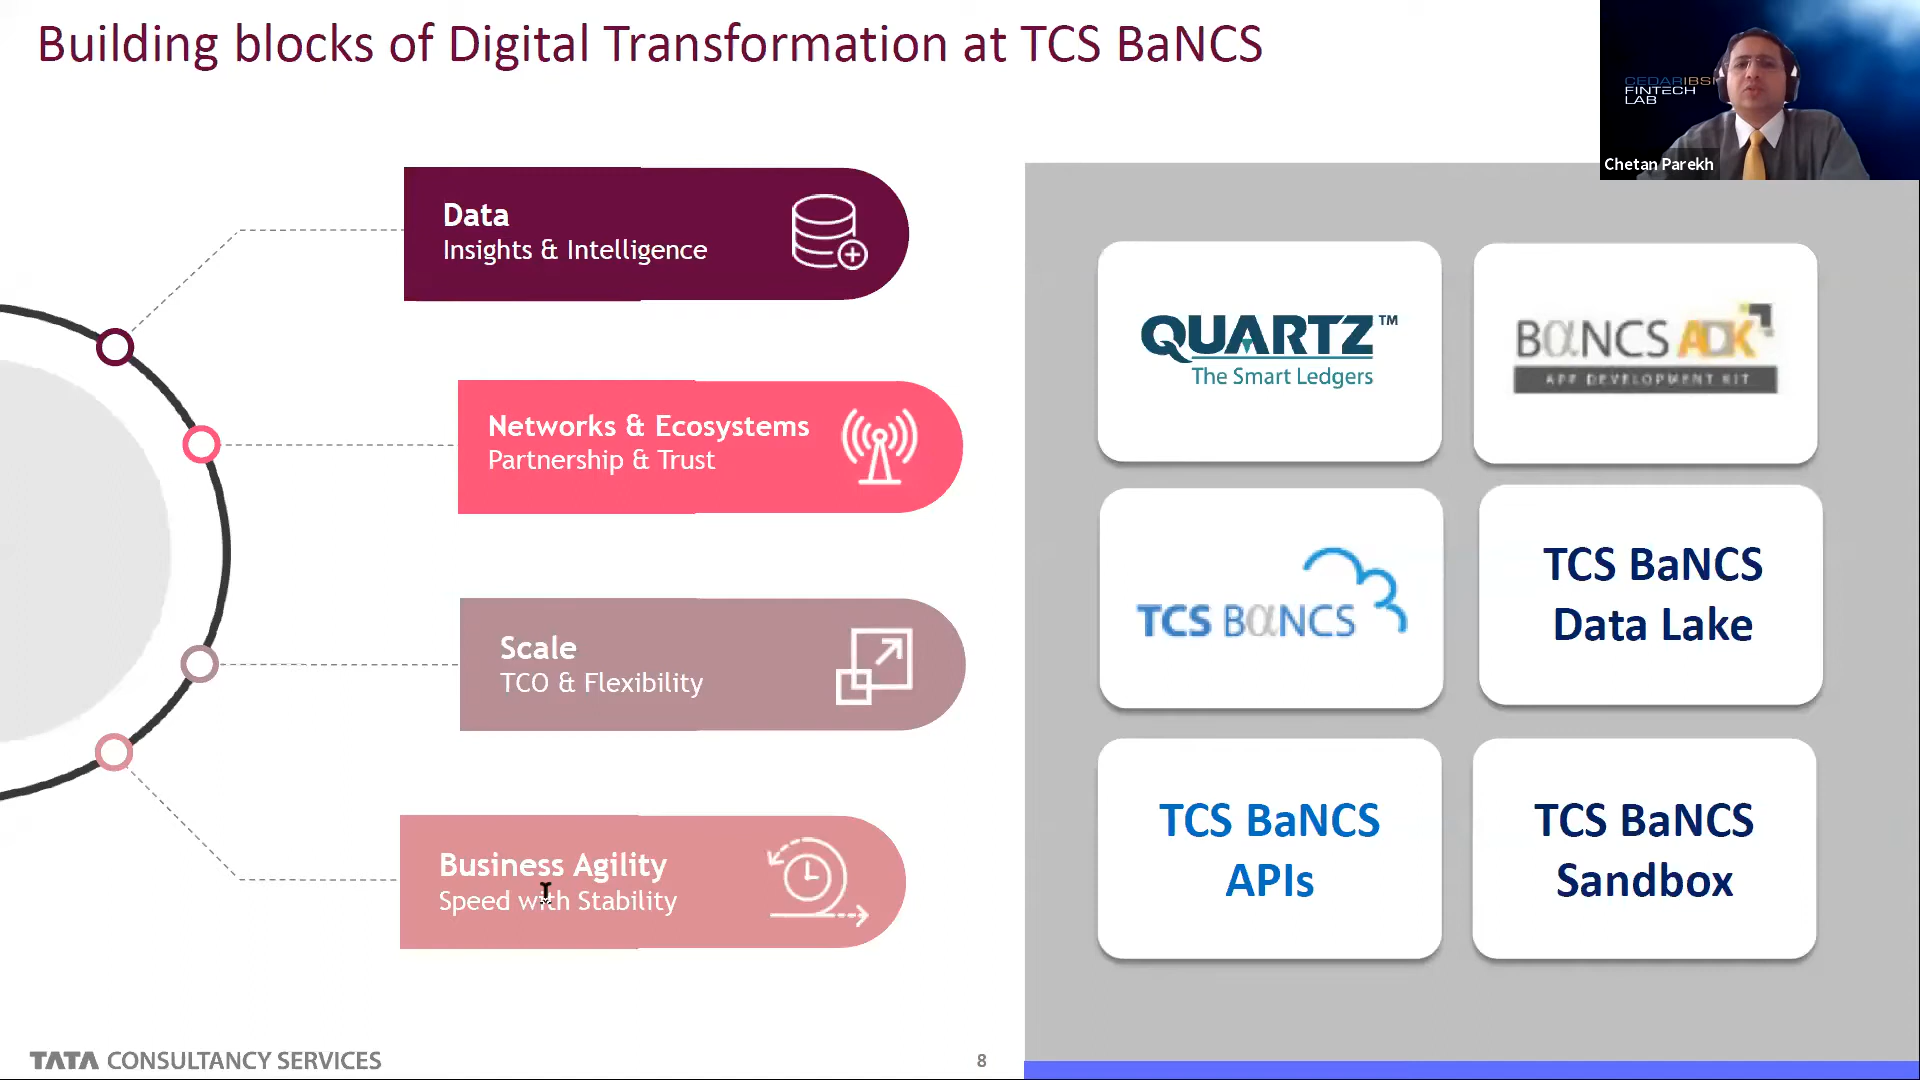 Building blocks of Digital Transformation at TCS BaNCS
CEDARIBSI
FINTECH
LAB
Chetan Parekh
Data
Insights & Intelligence
Networks & Ecosystems
Partnership & Trust
Scale
TCO & Flexibility
Business Agility
Speed with Stability
QUARTZ™
The Smart Ledgers
BαNCS ADK
APP DEVELOPMENT KIT
TCS BαNCS
TCS BaNCS
Data Lake
TCS BaNCS
APIs
TCS BaNCS
Sandbox
TATA CONSULTANCY SERVICES
8